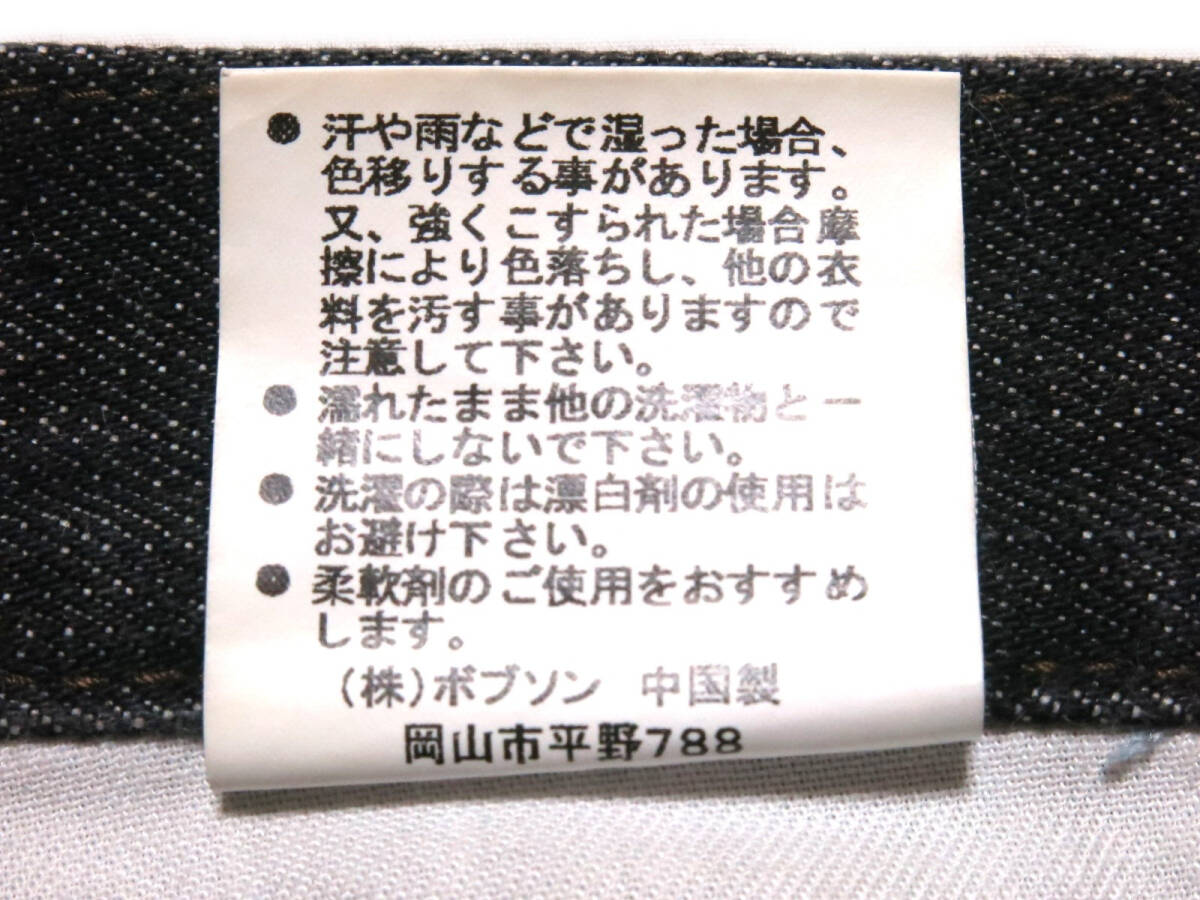 ● 汗や雨などで湿った場合、
色移りする事があります。
又、強くこすられた場合摩
擦により色落ちし、他の衣
料を汚す事がありますので
注意して下さい。
● 濡れたまま他の洗濯物と一
緒にしないで下さい。
● 洗濯の際は漂白剤の使用は
お避け下さい。
● 柔軟剤のご使用をおすすめ
します。
(株)ボブソン 中国製
岡山市平野788